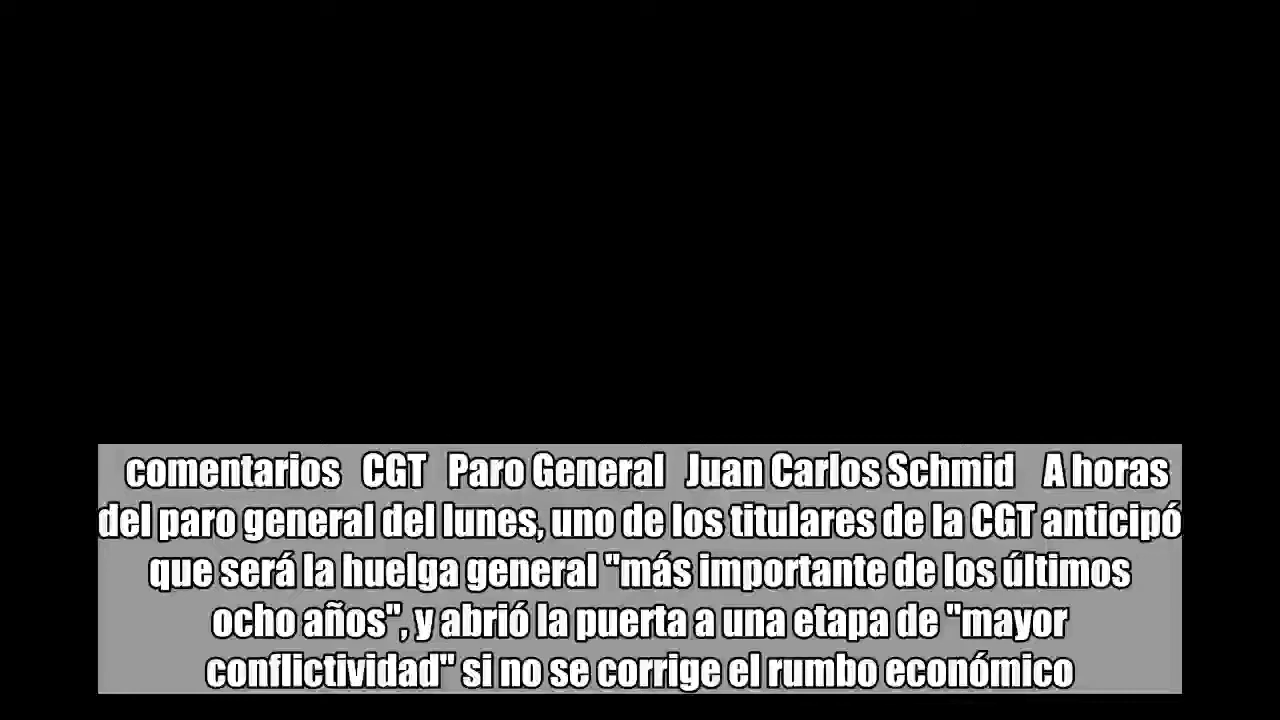 comentarios CGT Paro General Juan Carlos Schmid A horas
del paro general del lunes, uno de los titulares de la CGT anticipó
que será la huelga general "más importante de los últimos
ocho años", y abrió la puerta a una etapa de "mayor
conflictividad" si no se corrige el rumbo económico